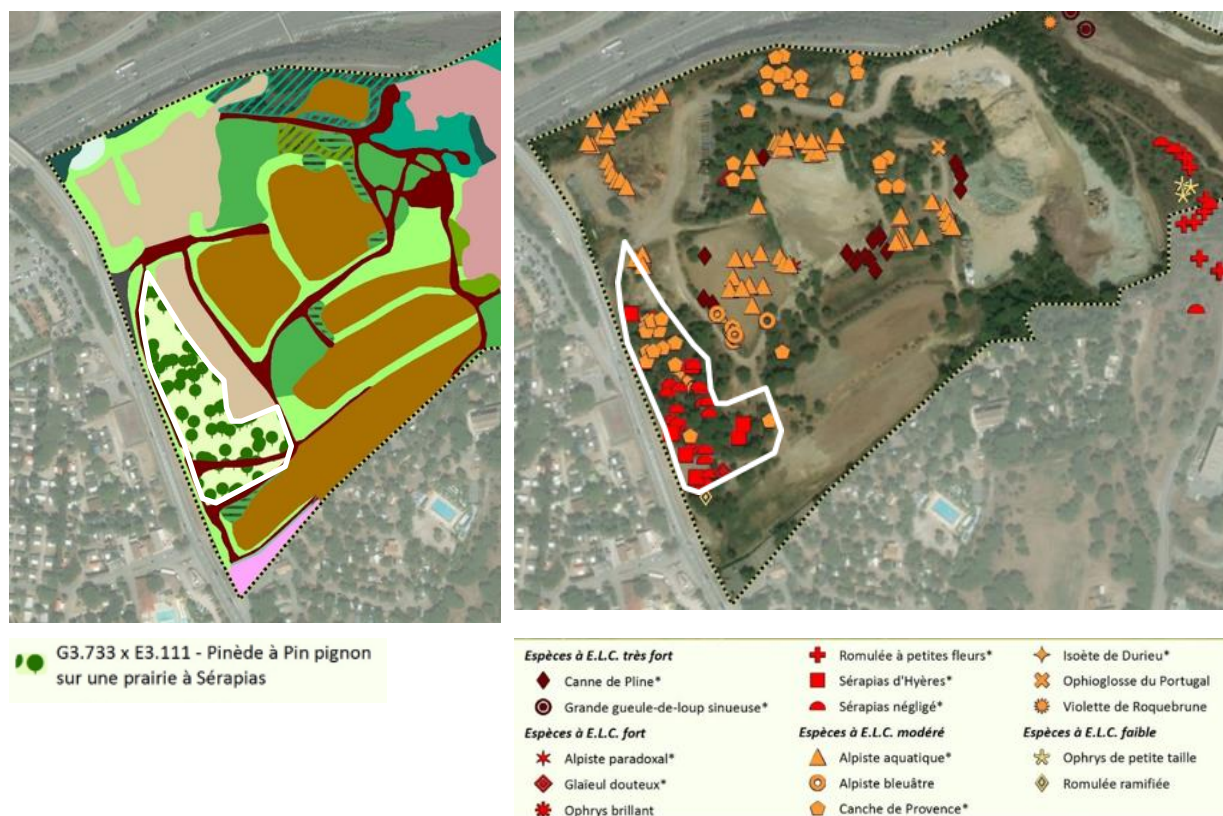 G3.733 x E3.111 - Pinède à Pin pignon
sur une prairie à Sérapias
Espèces à E.L.C. très fort
Canne de Pline*
Grande gueule-de-loup sinueuse*
Espèces à E.L.C. fort
Alpiste paradoxal*
Glaïeul douteux*
Ophrys brillant
Romulée à petites fleurs*
Sérapias d'Hyères*
Sérapias négligé*
Espèces à E.L.C. modéré
Alpiste aquatique*
Alpiste bleuâtre
Canche de Provence*
Isoète de Durieu*
Ophioglosse du Portugal
Violette de Roquebrune
Espèces à E.L.C. faible
Ophrys de petite taille
Romulée ramifiée